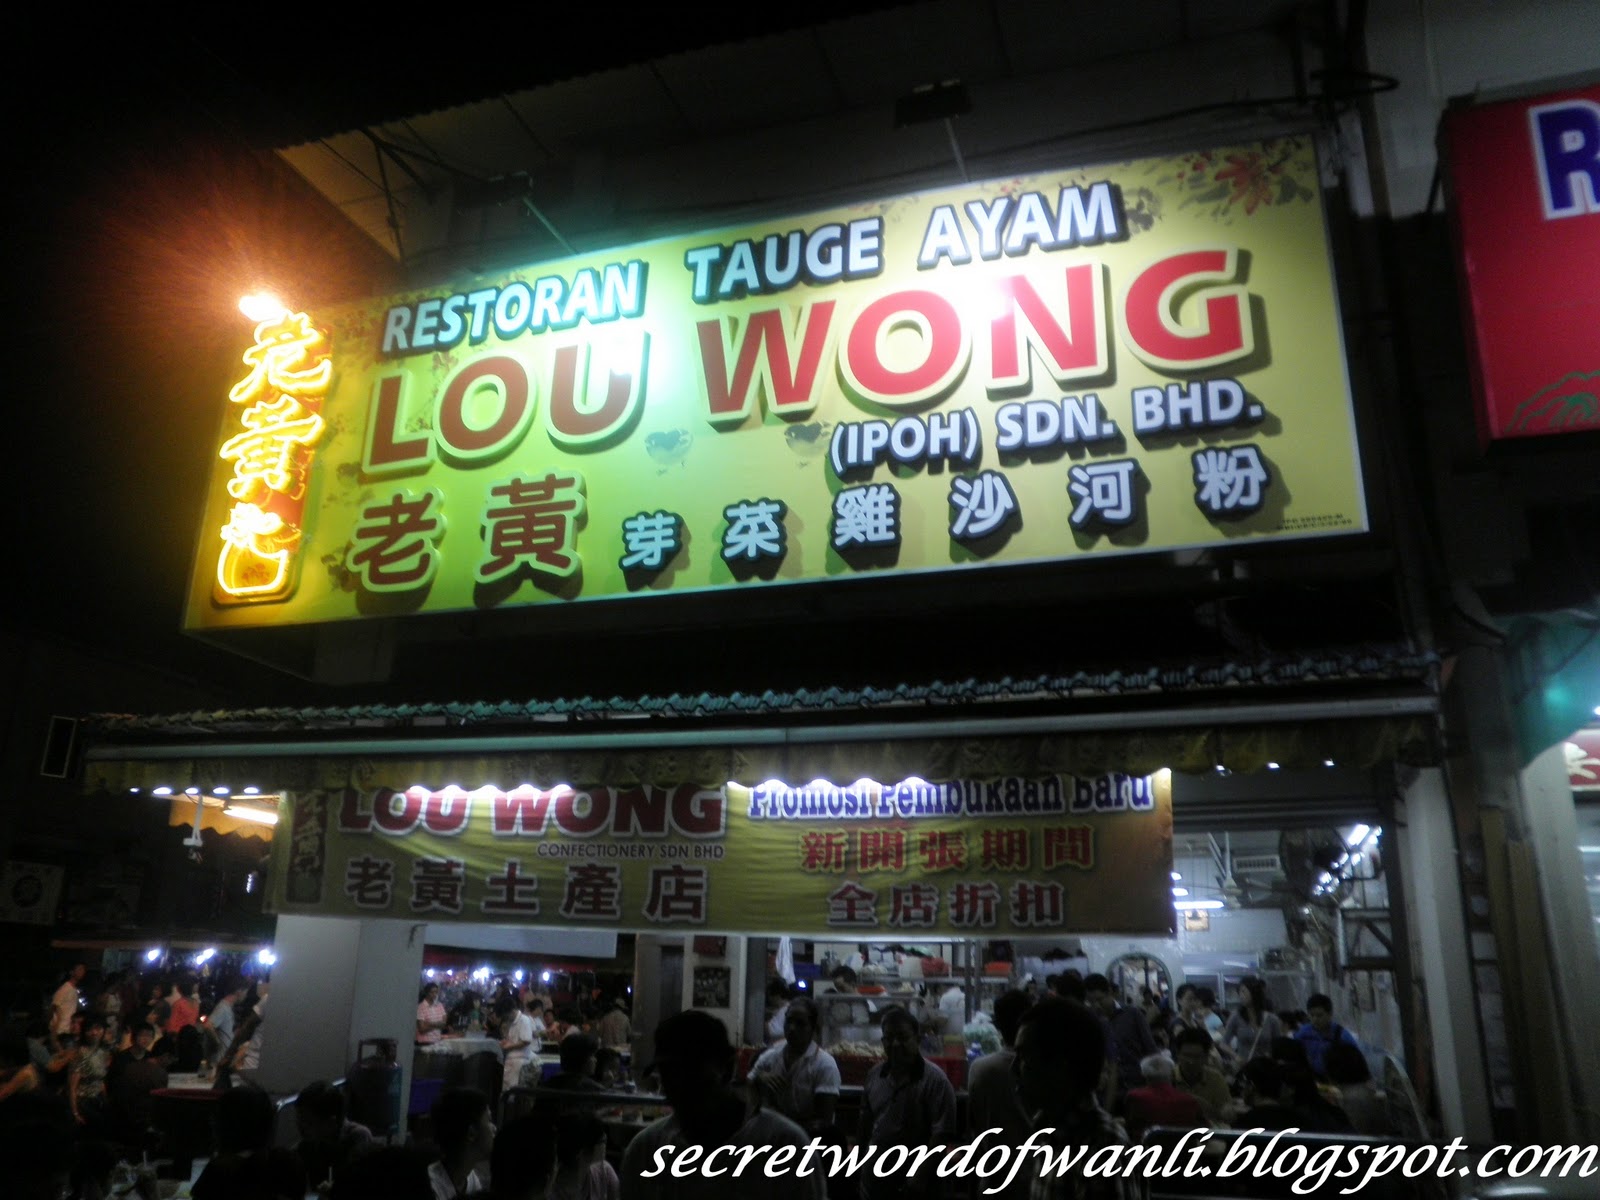 RESTORAN TAUGE AYAM
LOU WONG
(IPOH) SDN. BHD.
老黃芽菜雞沙河粉
老黃
R
LOU WONG
CONFECTIONERY SDN BHD
老黃土產店
Promosi Pembukaan Baru
新開張期間
全店折扣
secretwordofwanli.blogspot.com